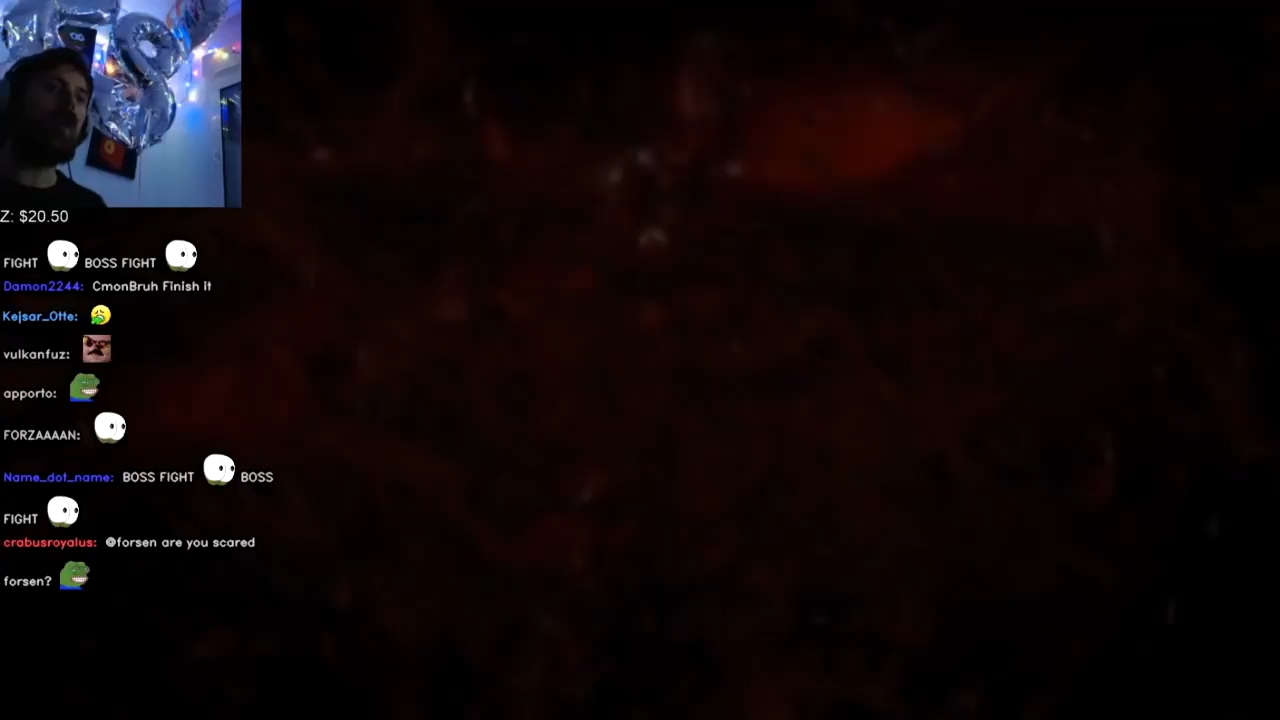 Z: $20.50
FIGHT BOSS FIGHT
Damon2244: CmonBruh Finish it
Kejsar_Otte:
vulkanfuz:
apporto:
FORZAAAAN:
Name_dot_name: BOSS FIGHT BOSS
FIGHT
crabusroyalus: @forsen are you scared
forsen?